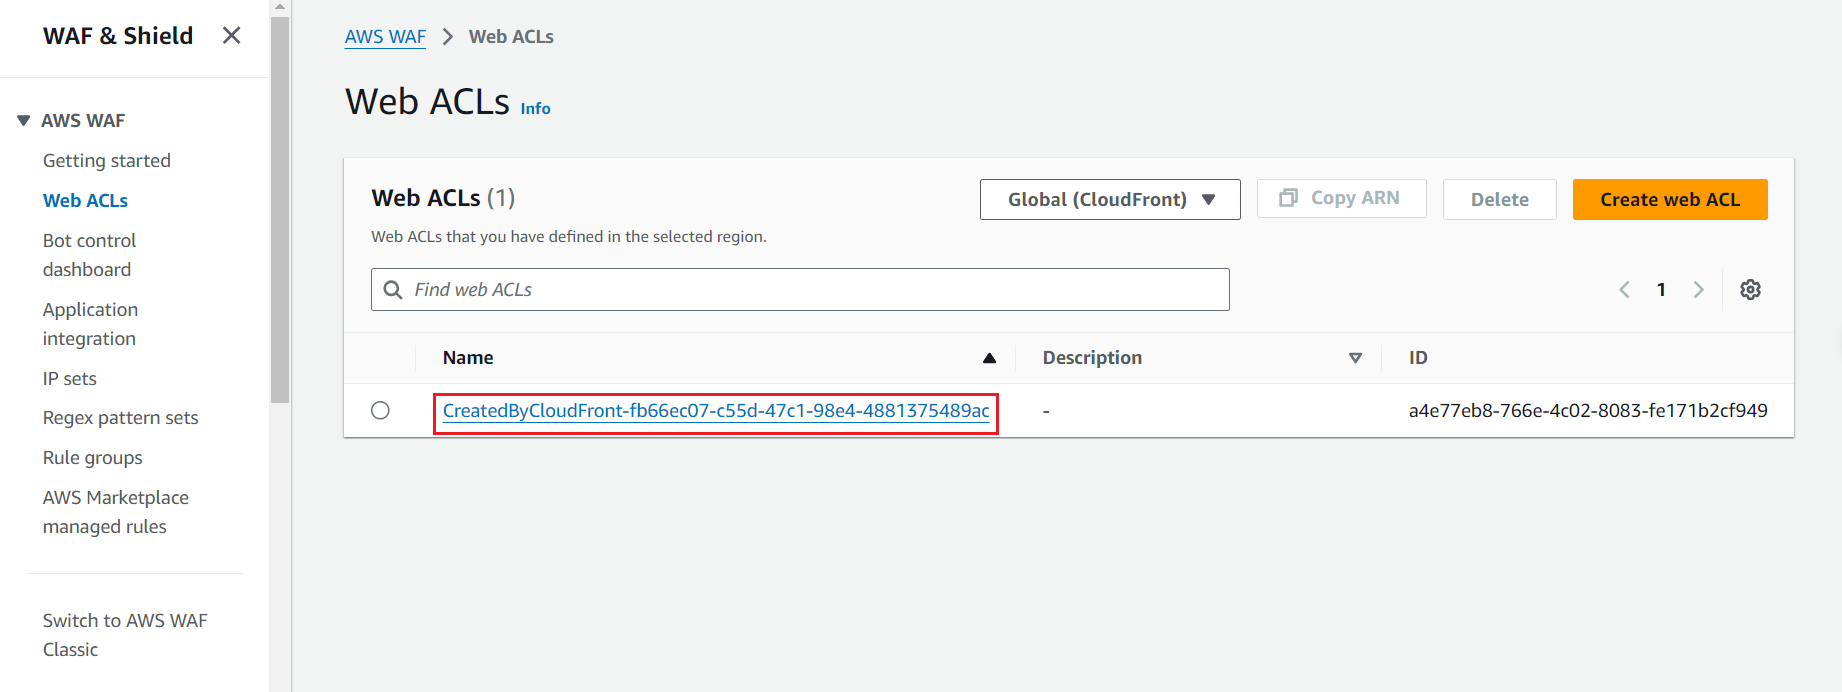 WAF & Shield
AWS WAF
Getting started
Web ACLs
Bot control
dashboard
Application
integration
IP sets
Regex pattern sets
Rule groups
AWS Marketplace
managed rules
Switch to AWS WAF
Classic
AWS WAF > Web ACLs
Web ACLs Info
Web ACLs (1)
Global (CloudFront)
Copy ARN
Delete
Create web ACL
Web ACLs that you have defined in the selected region.
Find web ACLs
1
Name Description ID
CreatedByCloudFront-fb66ec07-c55d-47c1-98e4-4881375489ac - a4e77eb8-766e-4c02-8083-fe171b2cf949